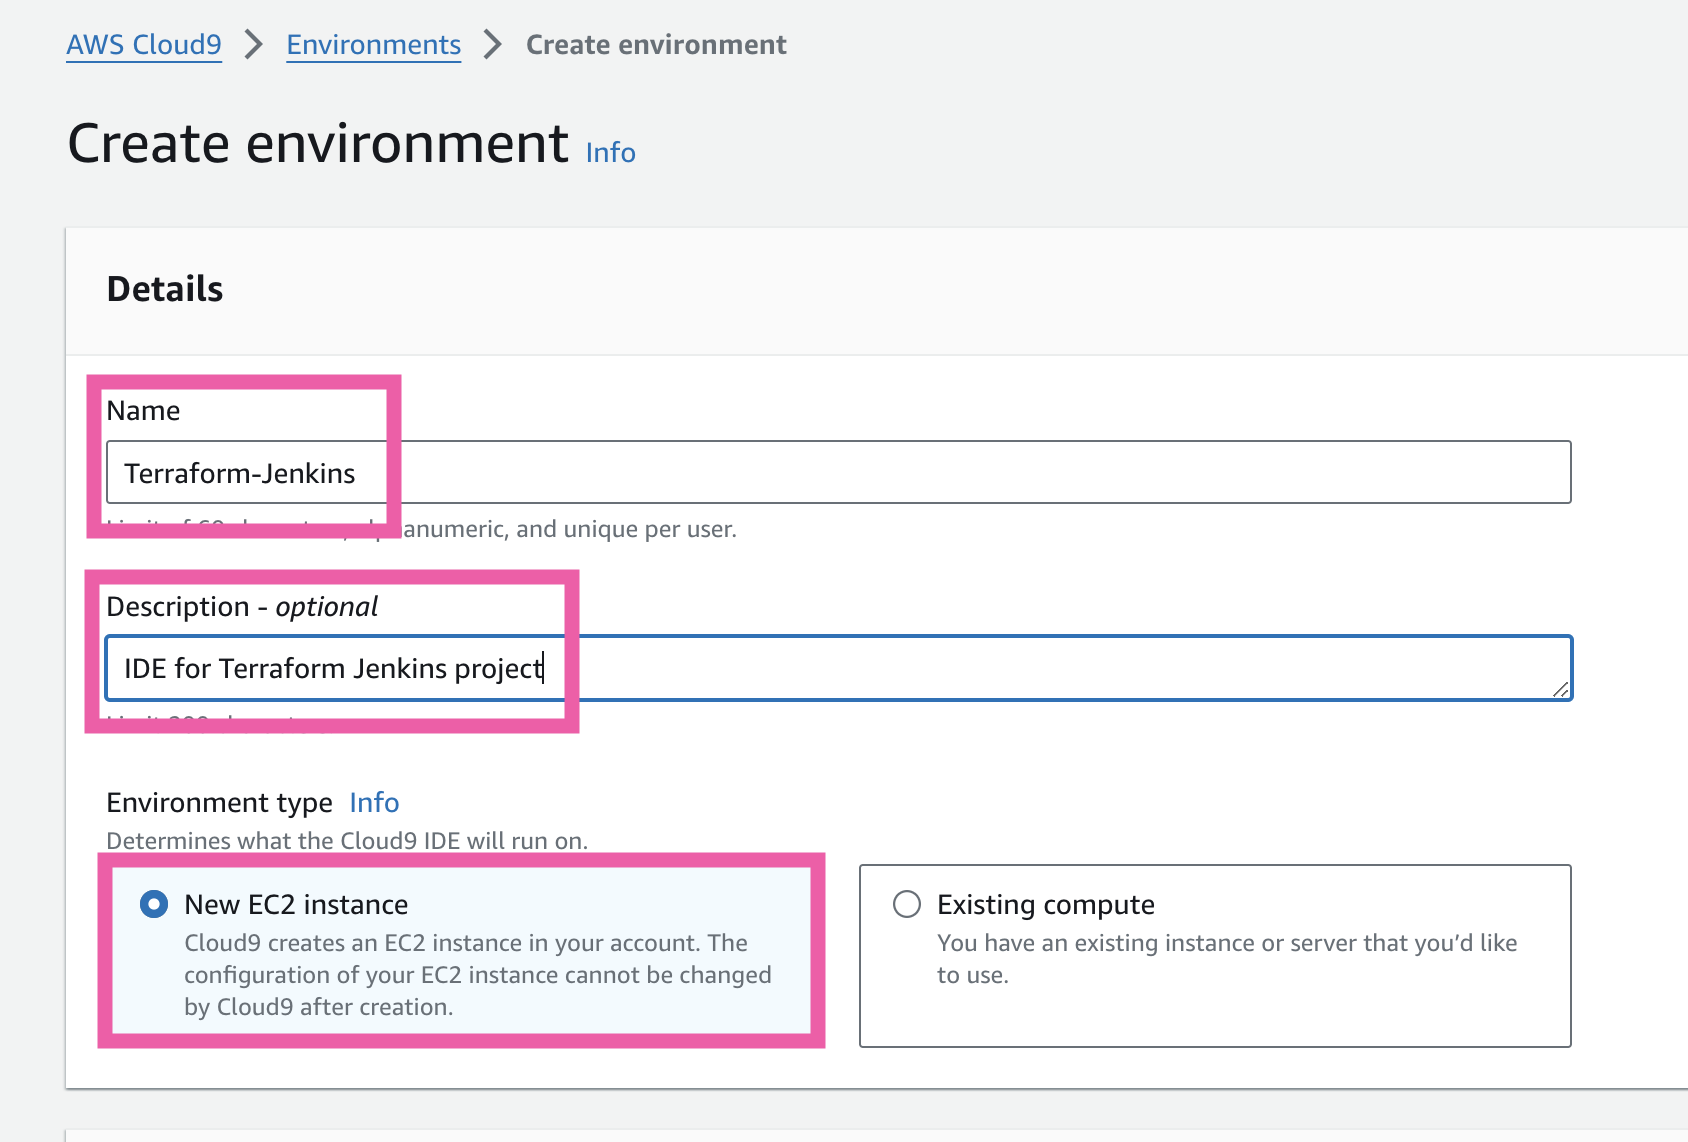 AWS Cloud9 > Environments > Create environment
Create environment Info
Details
Name
Terraform-Jenkins
anumeric, and unique per user.
Description - optional
IDE for Terraform Jenkins project
Environment type Info
Determines what the Cloud9 IDE will run on.
New EC2 instance
Cloud9 creates an EC2 instance in your account. The
configuration of your EC2 instance cannot be changed
by Cloud9 after creation.
Existing compute
You have an existing instance or server that you’d like
to use.